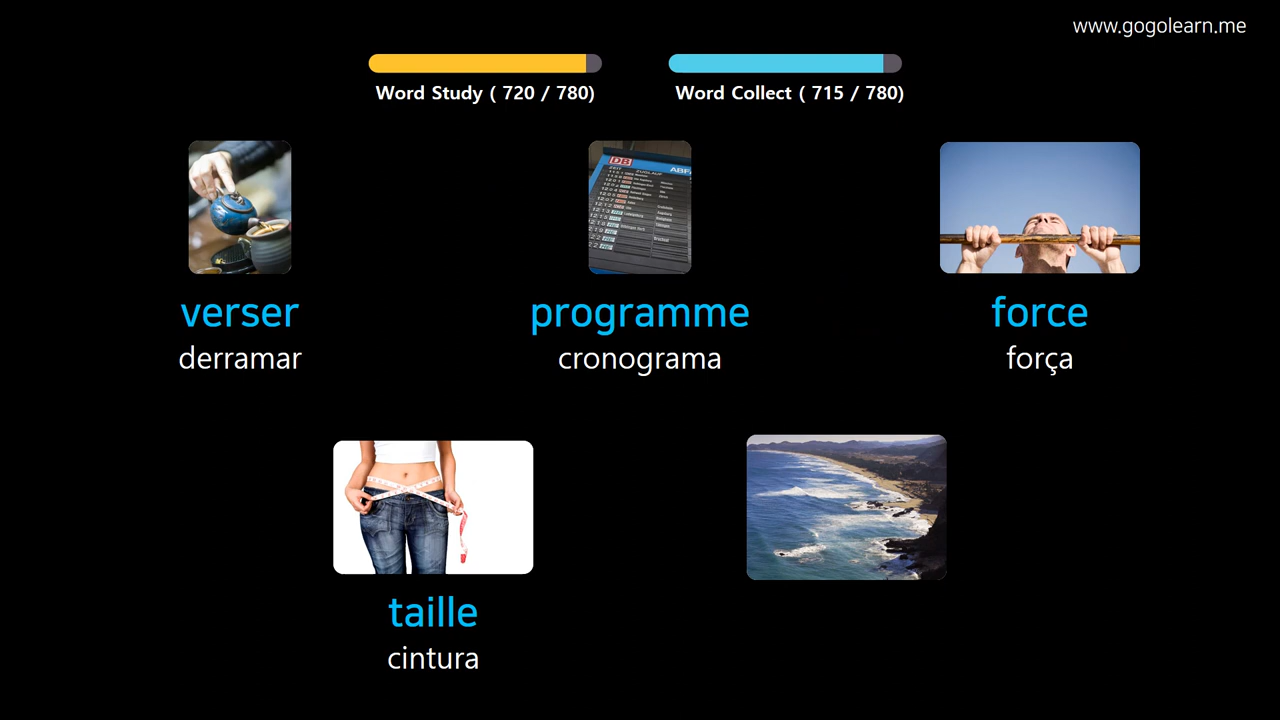 www.gogolearn.me
Word Study ( 720 / 780)
Word Collect ( 715 / 780)
DB
verser
derramar
programme
cronograma
force
força
taille
cintura